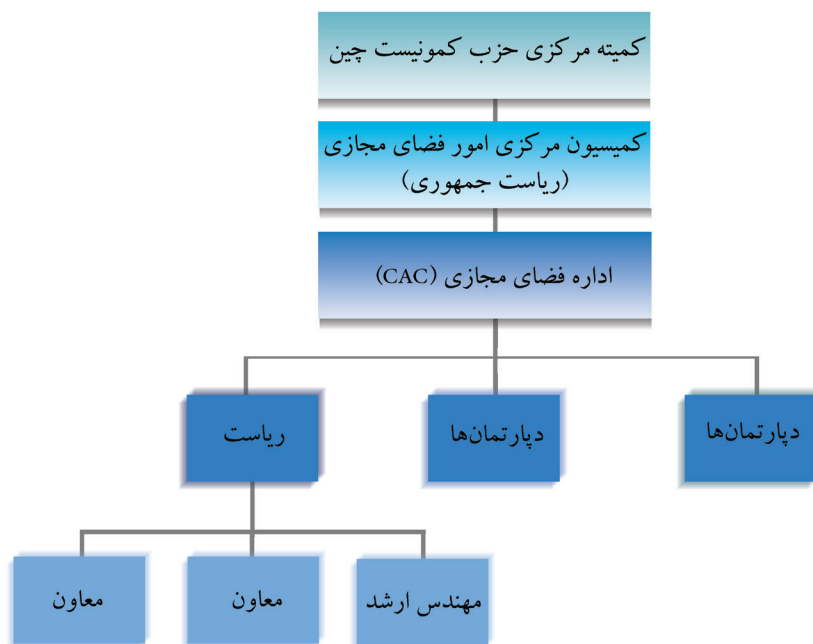 کمیته مرکزی حزب کمونیست چین
کمیسیون مرکزی امور فضای مجازی
(ریاست جمهوری)
اداره فضای مجازی (CAC)
دپارتمان‌ها
دپارتمان‌ها
ریاست
مهندس ارشد
معاون
معاون